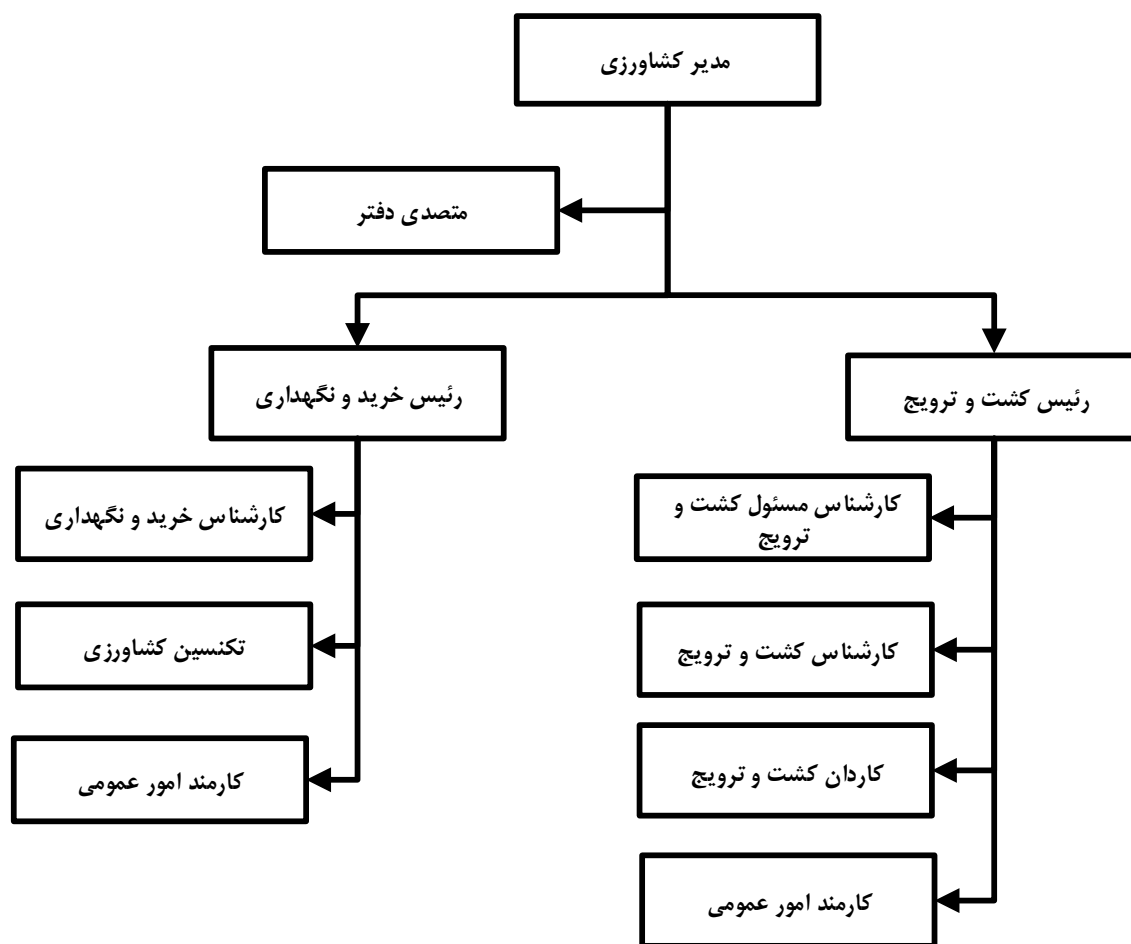 مدیر کشاورزی
متصدی دفتر
رئیس کشت و ترویج
رئیس خرید و نگهداری
کارشناس مسئول کشت و
ترویج
کارشناس کشت و ترویج
کاردان کشت و ترویج
کارمند امور عمومی
کارشناس خرید و نگهداری
تکنسین کشاورزی
کارمند امور عمومی